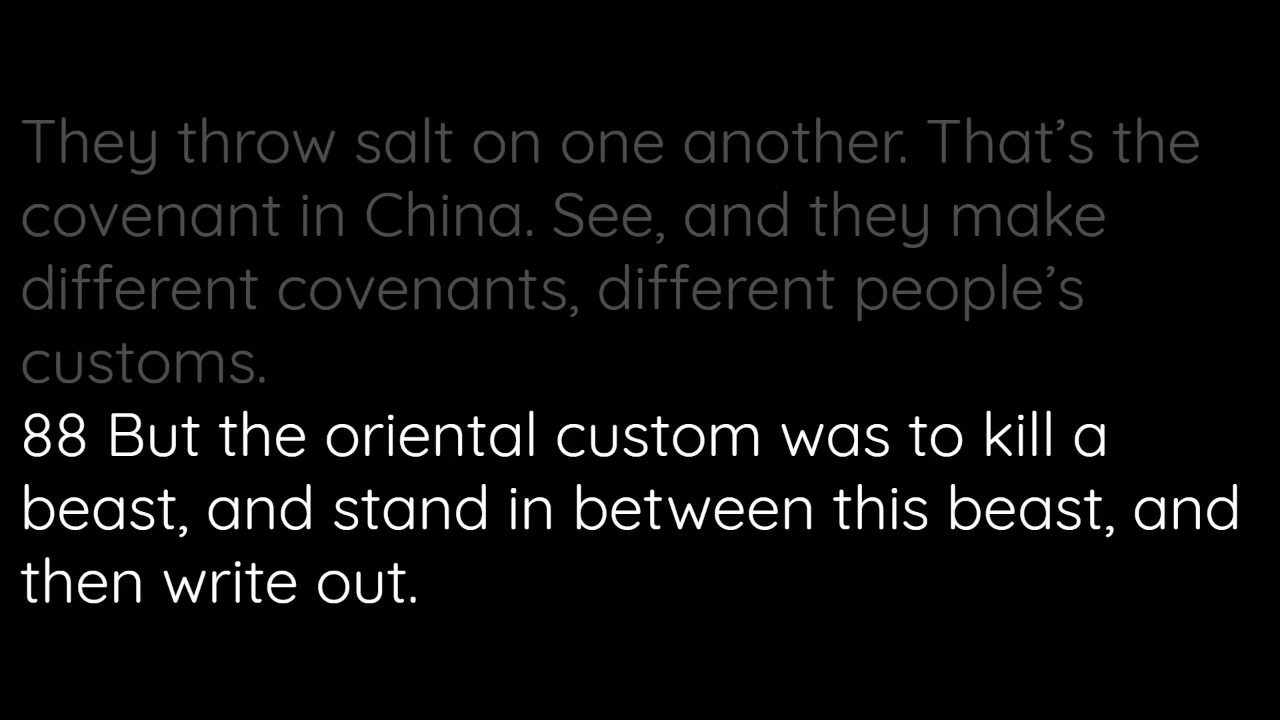 They throw salt on one another. That’s the
covenant in China. See, and they make
different covenants, different people’s
customs.
88 But the oriental custom was to kill a
beast, and stand in between this beast, and
then write out.